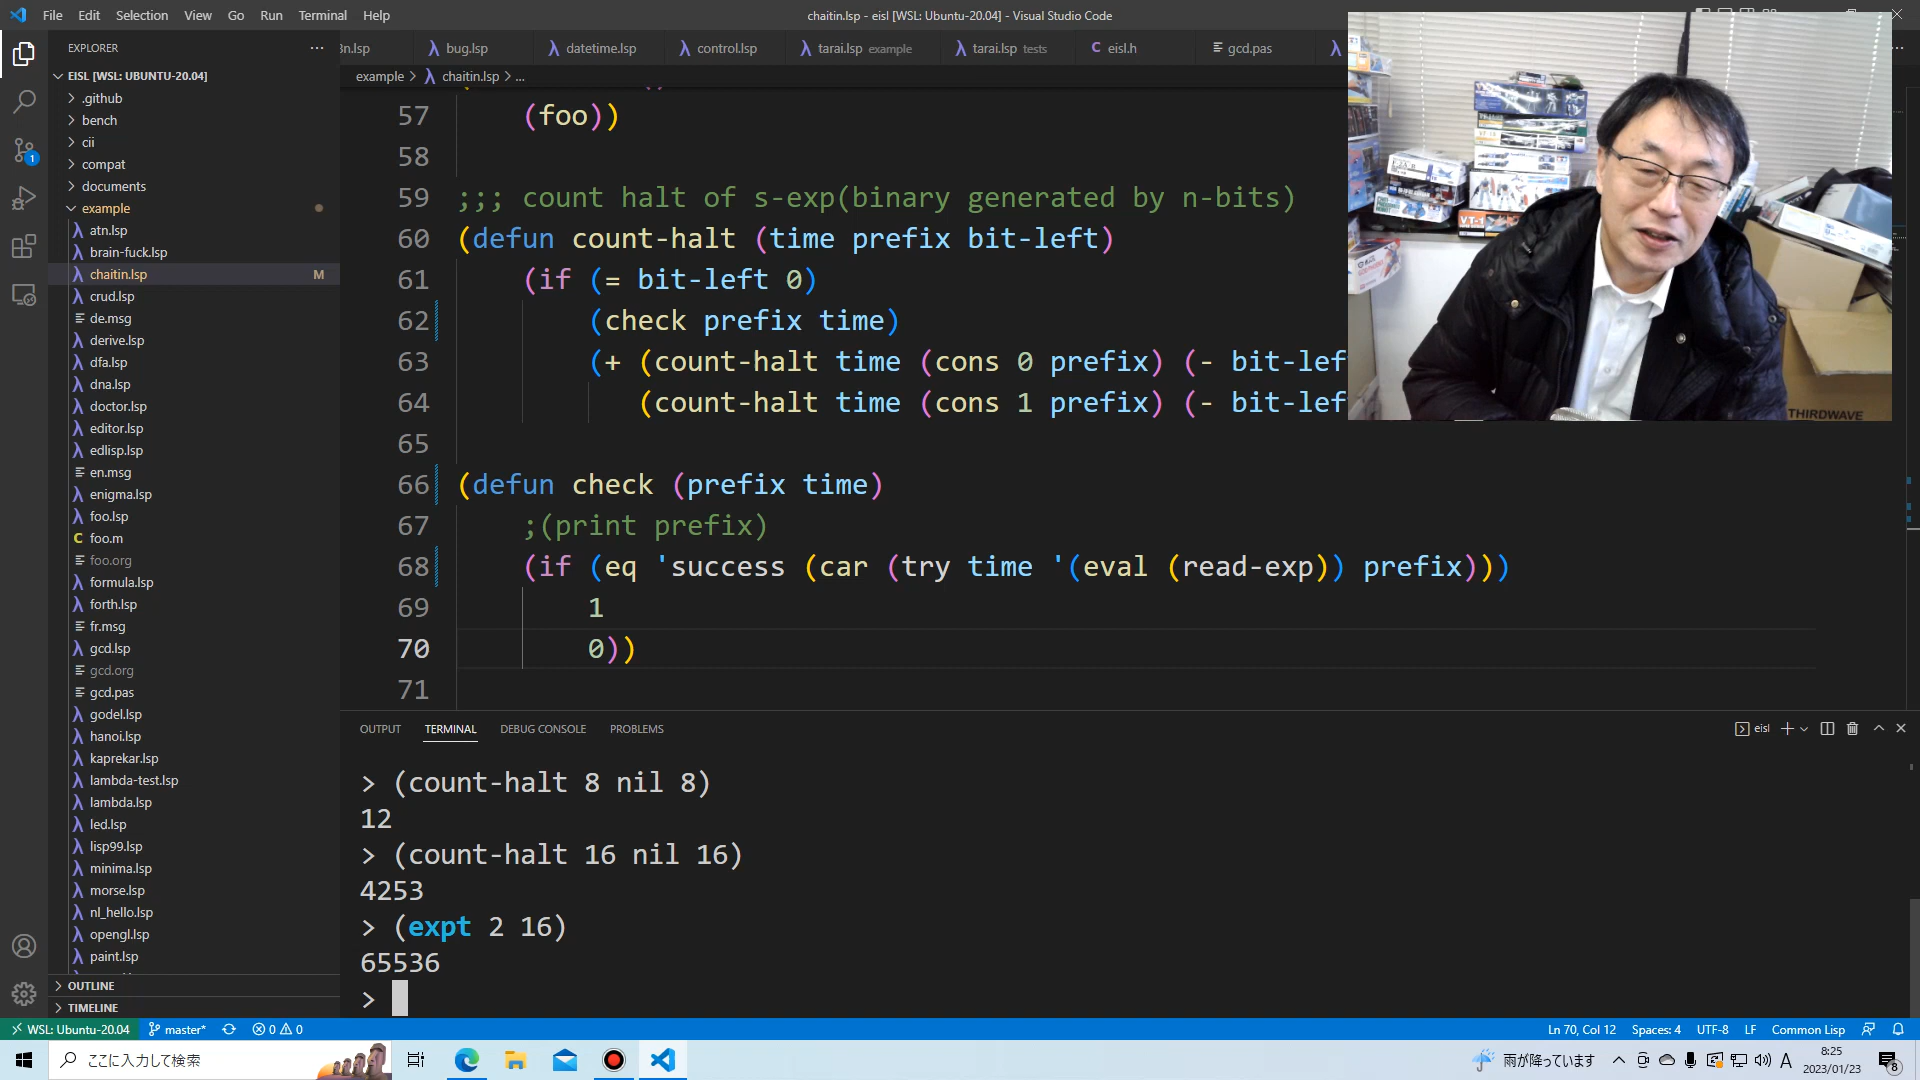 File Edit Selection View Go Run Terminal Help
chaitin.lsp - eisl [WSL: Ubuntu-20.04] - Visual Studio Code
EXPLORER
EISL [WSL: UBUNTU-20.04]
.github
bench
cii
compat
documents
example
atn.lsp
brain-fuck.lsp
chaitin.lsp M
crud.lsp
de.msg
derive.lsp
dfa.lsp
dna.lsp
doctor.lsp
editor.lsp
edlisp.lsp
en.msg
enigma.lsp
foo.lsp
C foo.m
foo.org
formula.lsp
forth.lsp
fr.msg
gcd.lsp
gcd.org
gcd.pas
godel.lsp
hanoi.lsp
kaprekar.lsp
lambda-test.lsp
lambda.lsp
led.lsp
lisp99.lsp
minima.lsp
morse.lsp
nl_hello.lsp
opengl.lsp
paint.lsp
OUTLINE
TIMELINE
n.lsp bug.lsp datetime.lsp control.lsp tarai.lsp example tarai.lsp tests C eisl.h gcd.pas
example > λ chaitin.lsp > ...
57 (foo))
58
59 ;;; count halt of s-exp(binary generated by n-bits)
60 (defun count-halt (time prefix bit-left)
61 (if (= bit-left 0)
62 (check prefix time)
63 (+ (count-halt time (cons 0 prefix) (- bit-lef
64 (count-halt time (cons 1 prefix) (- bit-lef
65
66 (defun check (prefix time)
67 ;(print prefix)
68 (if (eq 'success (car (try time '(eval (read-exp)) prefix)))
69 1
70 0))
71
OUTPUT TERMINAL DEBUG CONSOLE PROBLEMS
eisl
> (count-halt 8 nil 8)
12
> (count-halt 16 nil 16)
4253
> (expt 2 16)
65536
>
THIRDWAVE
VT-1
WSL: Ubuntu-20.04 master* 0 0
Ln 70, Col 12 Spaces: 4 UTF-8 LF Common Lisp
ここに入力して検索
雨が降っています A
8:25
2023/01/23
8
1